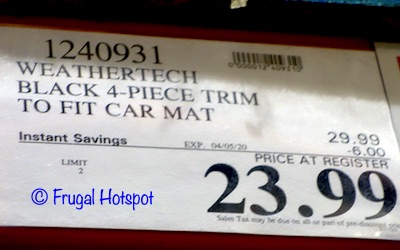 1240931
WEATHERTECH
BLACK 4-PIECE TRIM
TO FIT CAR MAT
29.99
Instant Savings EXP. 04/05/20 -6.00
LIMIT
2
PRICE AT REGISTER
23.99
Sales Tax may be due on all or part of pre-discount
© Frugal Hotspot